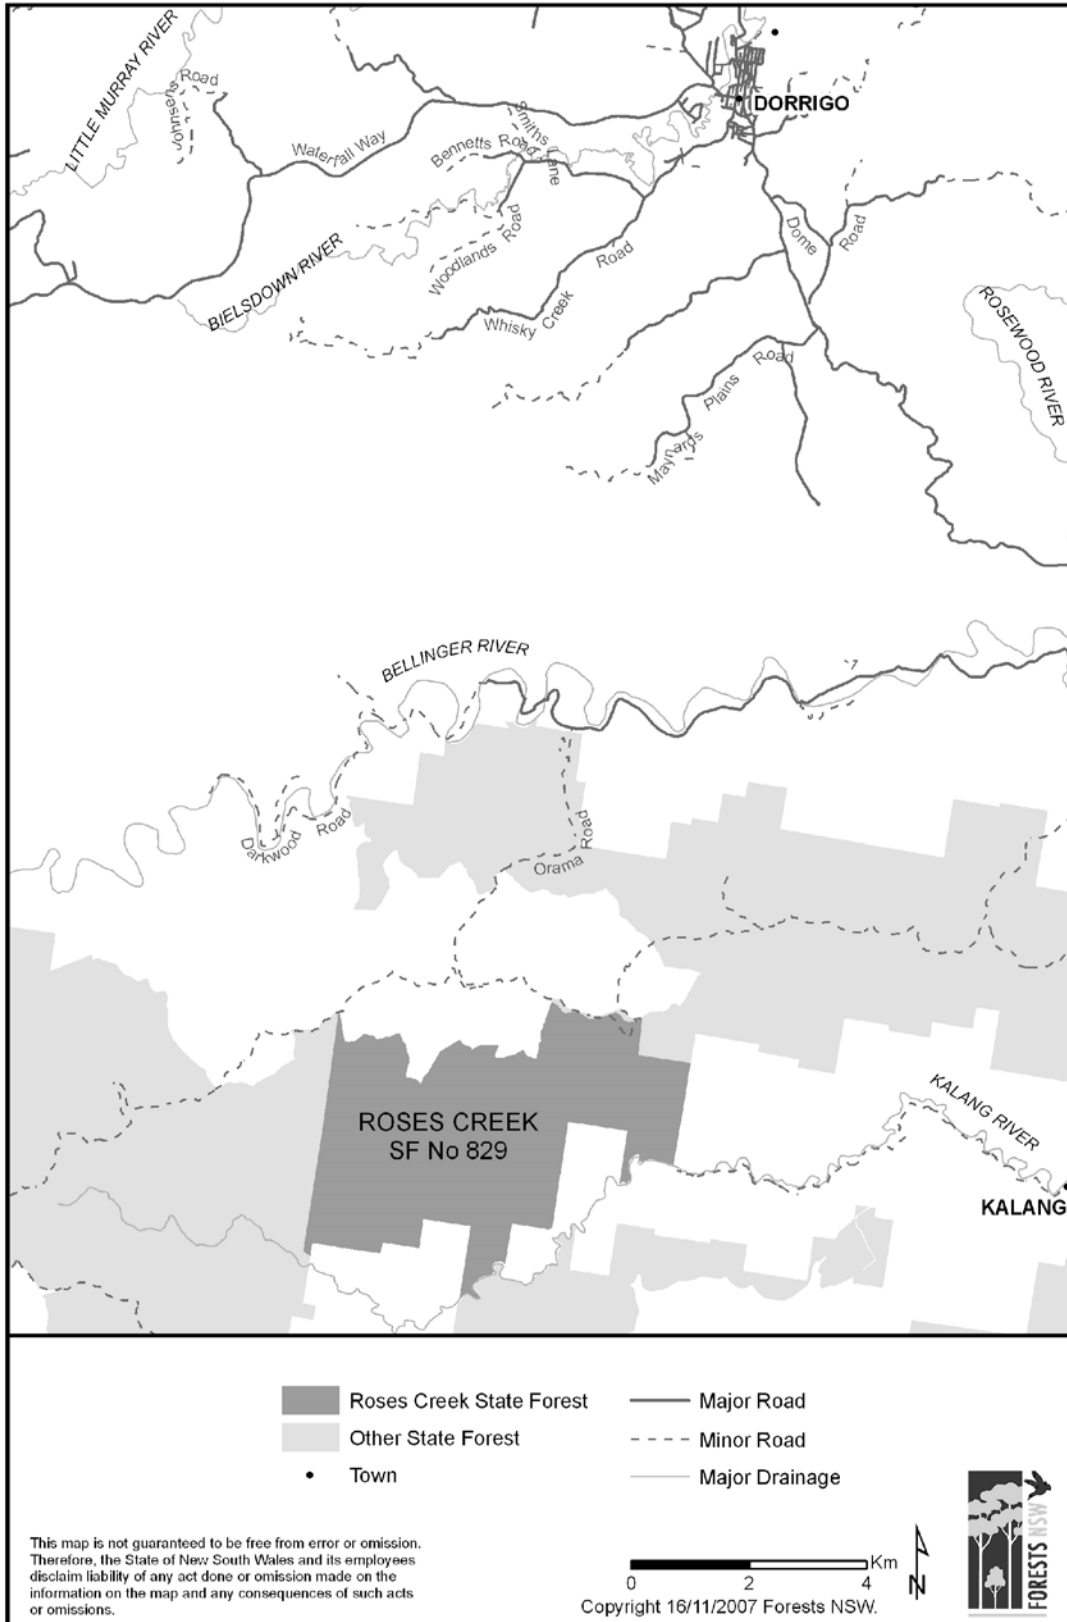 LITTLE MURRAY RIVER
Johnsens Road
Waterfall Way
Smiths Lane
Bennetts Road
DORRIGO
Woodlands Road
BIELSDOWN RIVER
Whisky Creek Road
Dome Road
ROSEWOOD RIVER
Maynards Plains Road
BELLINGER RIVER
Darkwood Road
Orama Road
ROSES CREEK
SF No 829
KALANG RIVER
KALANG
Roses Creek State Forest
Other State Forest
Town
Major Road
Minor Road
Major Drainage
This map is not guaranteed to be free from error or omission.
Therefore, the State of New South Wales and its employees
disclaim liability of any act done or omission made on the
information on the map and any consequences of such acts
or omissions.
Km
0 2 4
N
Copyright 16/11/2007 Forests NSW.
FORESTS NSW